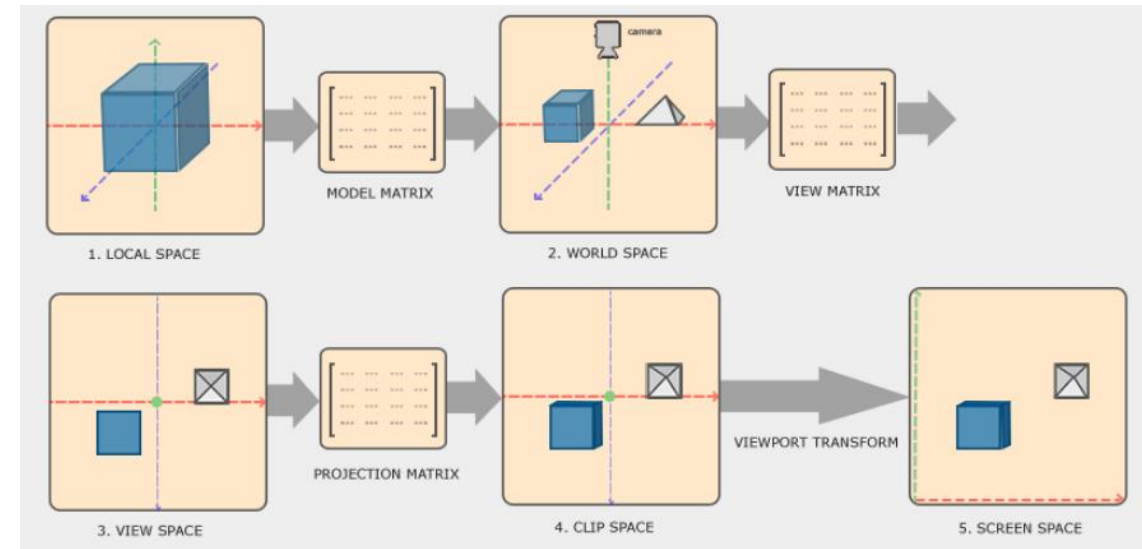 camera
MODEL MATRIX
VIEW MATRIX
1. LOCAL SPACE
2. WORLD SPACE
PROJECTION MATRIX
VIEWPORT TRANSFORM
3. VIEW SPACE
4. CLIP SPACE
5. SCREEN SPACE